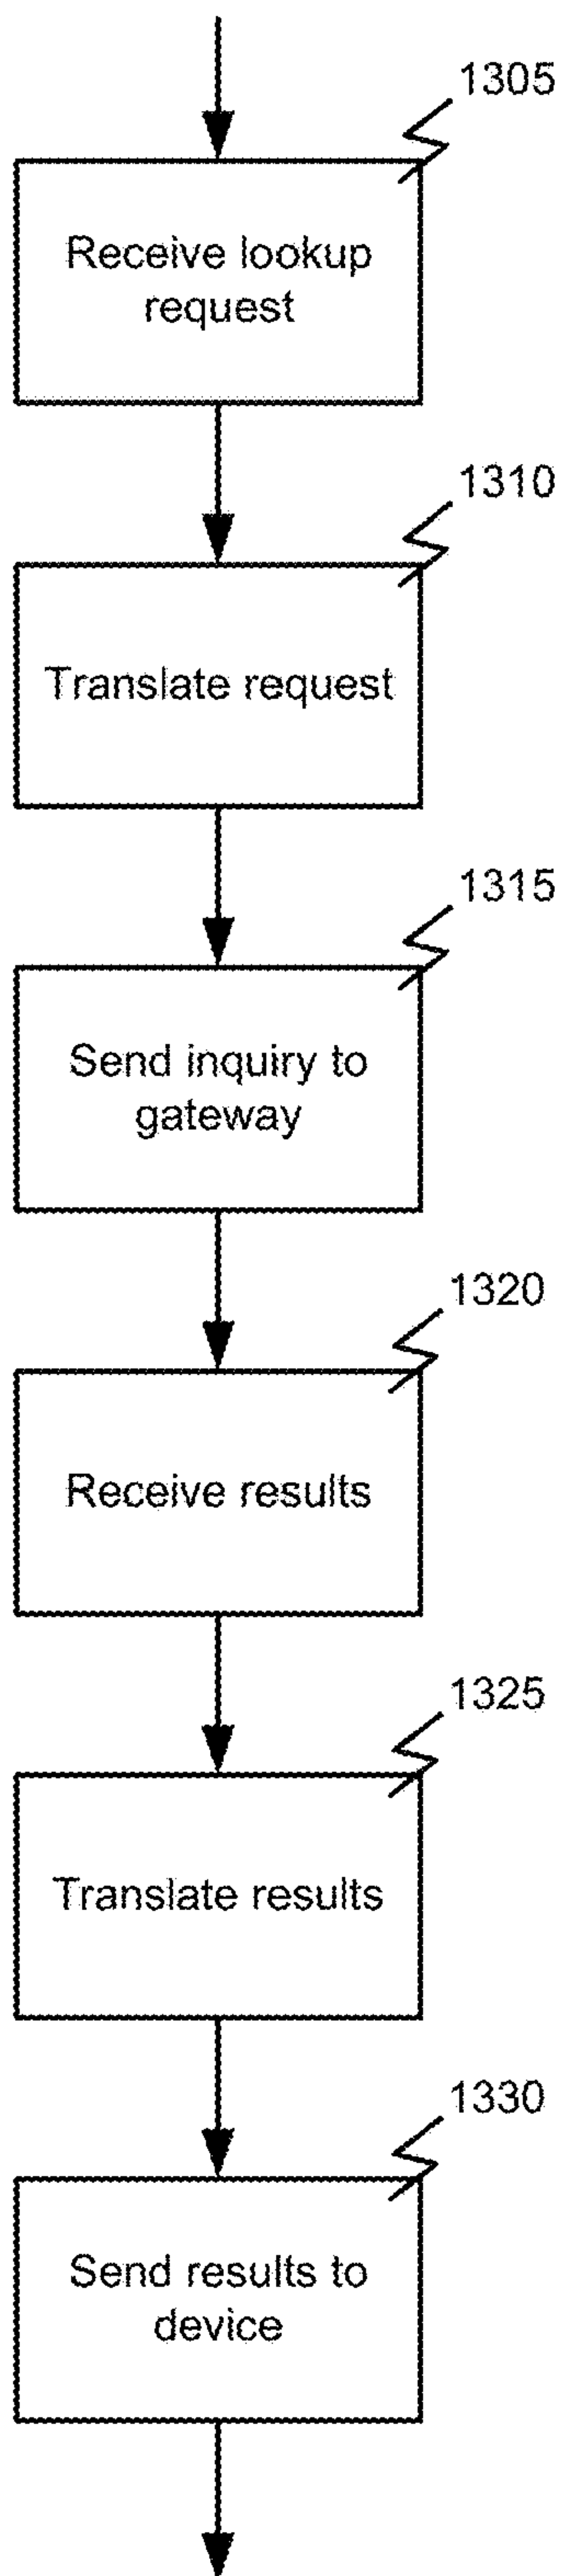 1305
Receive lookup
request
1310
Translate request
1315
Send inquiry to
gateway
1320
Receive results
1325
Translate results
1330
Send results to
device